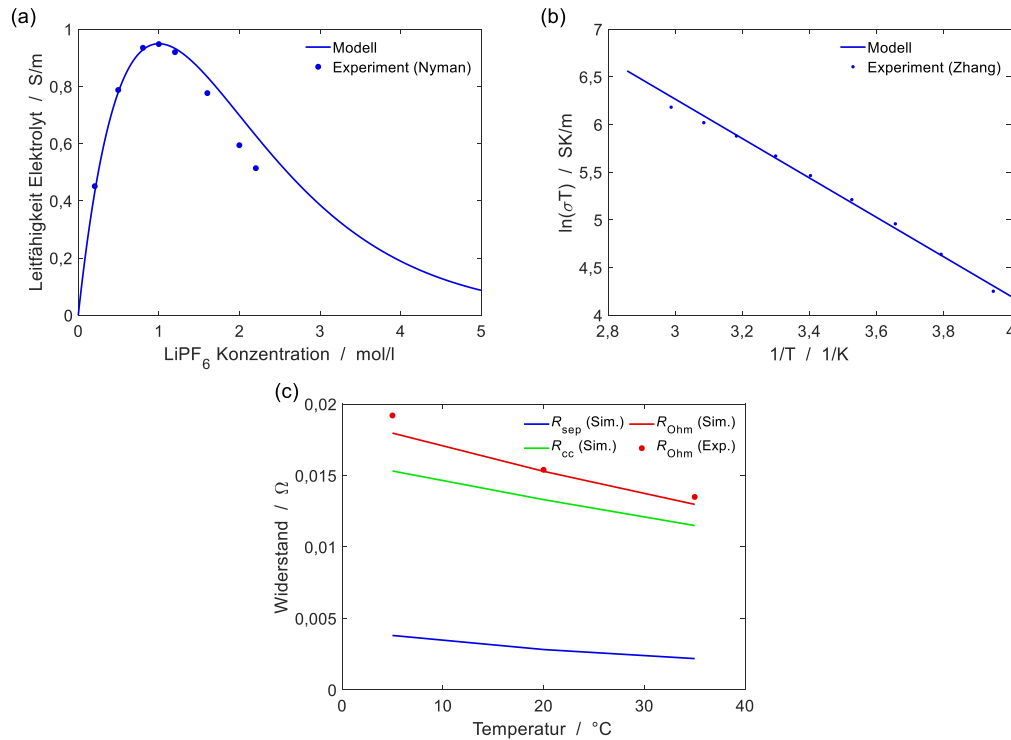 (a)
1
0,8
0,6
0,4
0,2
0
0 1 2 3 4 5
Leitfähigkeit Elektrolyt / S/m
LiPF6 Konzentration / mol/l
Modell
Experiment (Nyman)
(b)
7
6,5
6
5,5
5
4,5
4
2,8 3 3,2 3,4 3,6 3,8 4
ln(σT) / SK/m
1/T / 1/K
Modell
Experiment (Zhang)
(c)
0,02
0,015
0,01
0,005
0
0 10 20 30 40
Widerstand / Ω
Temperatur / °C
Rsep (Sim.) ROhm (Sim.)
Rcc (Sim.) ROhm (Exp.)